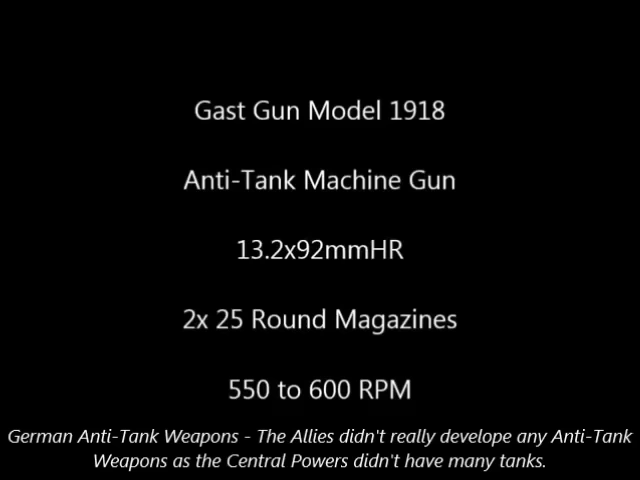 Gast Gun Model 1918
Anti-Tank Machine Gun
13.2x92mmHR
2x 25 Round Magazines
550 to 600 RPM
German Anti-Tank Weapons - The Allies didn't really develope any Anti-Tank
Weapons as the Central Powers didn't have many tanks.